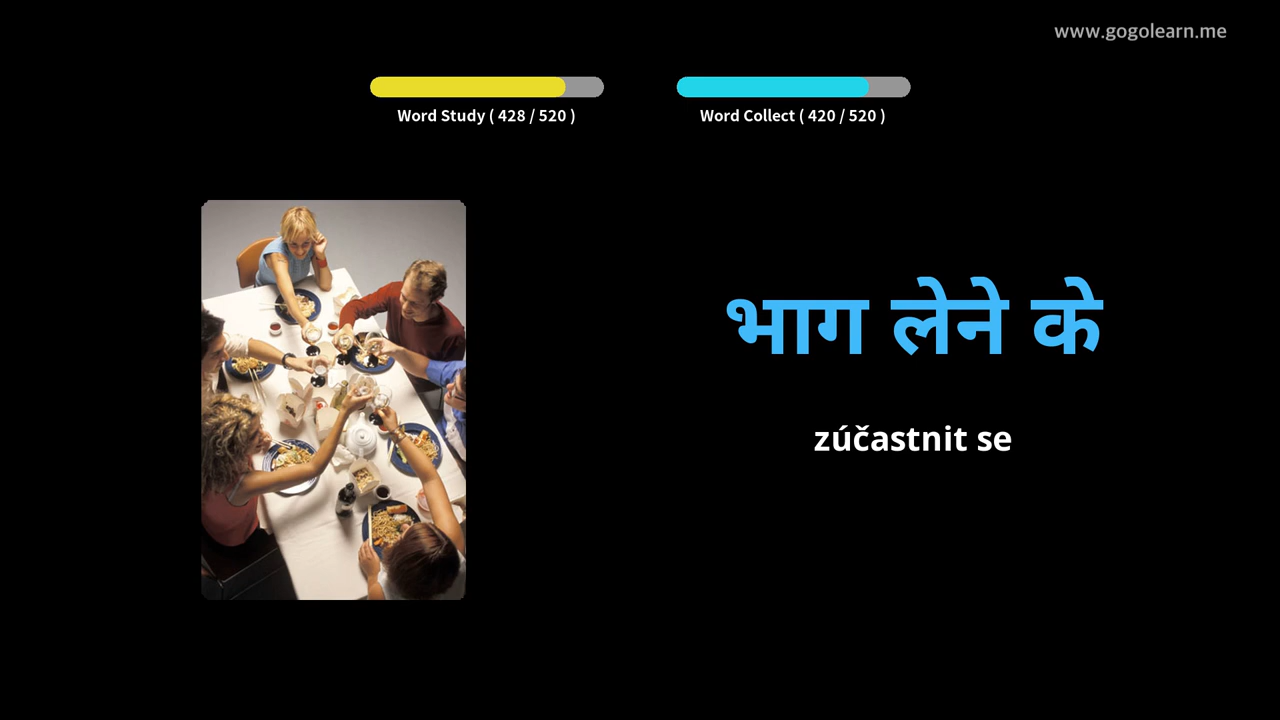 www.gogolearn.me
Word Study ( 428 / 520 )
Word Collect ( 420 / 520 )
भाग लेने के
zúčastnit se